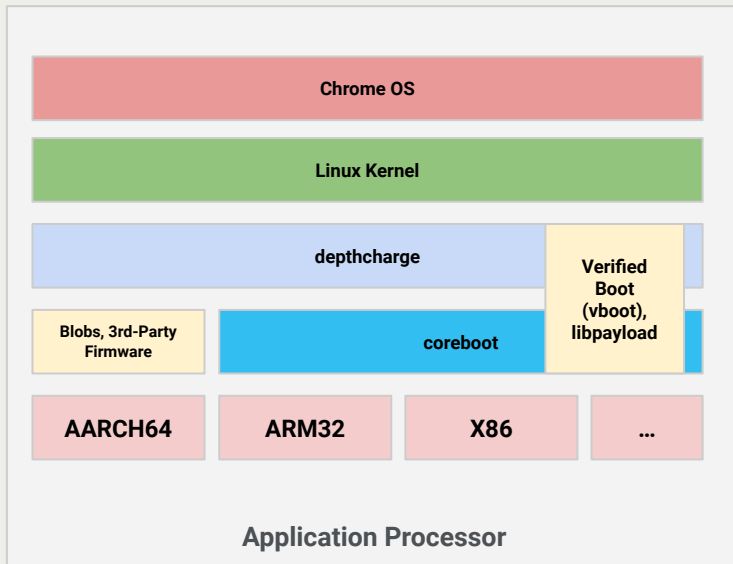 Chrome OS
Linux Kernel
depthcharge
Verified
Boot
(vboot),
libpayload
Blobs, 3rd-Party
Firmware
coreboot
AARCH64
ARM32
X86
...
Application Processor